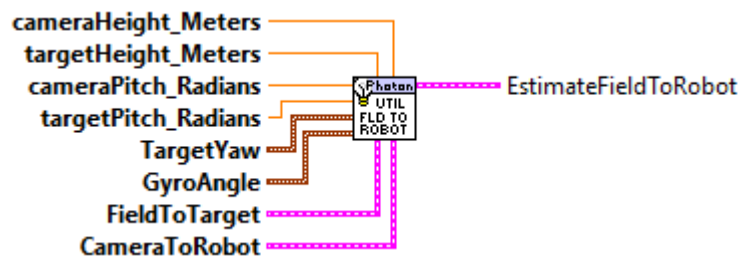 cameraHeight_Meters
targetHeight_Meters
cameraPitch_Radians
targetPitch_Radians
TargetYaw
GyroAngle
FieldToTarget
CameraToRobot
Photon
UTIL
FLD TO
ROBOT
EstimateFieldToRobot